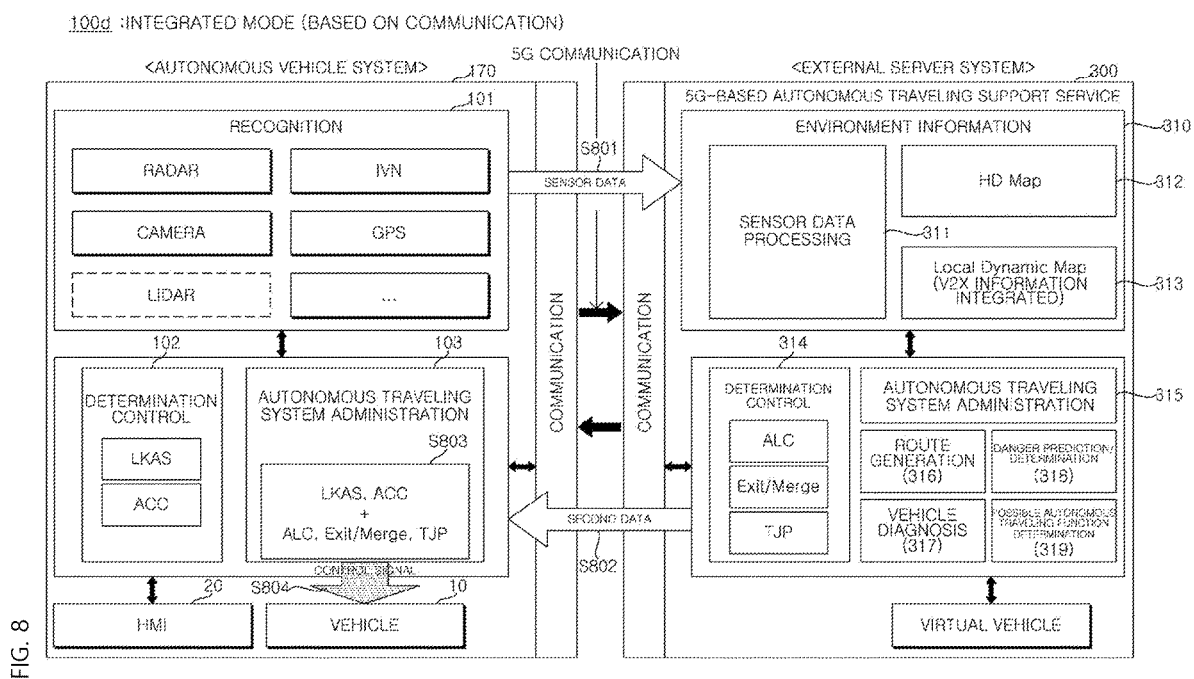 100d :INTEGRATED MODE (BASED ON COMMUNICATION)
5G COMMUNICATION
<AUTONOMOUS VEHICLE SYSTEM>
170
101
RECOGNITION
RADAR
IVN
CAMERA
GPS
LIDAR
...
102
DETERMINATION
CONTROL
LKAS
ACC
103
AUTONOMOUS TRAVELING
SYSTEM ADMINISTRATION
S803
LKAS, ACC
+
ALC, Exit/Merge, TJP
CONTROL SIGNAL
S804
20
HMI
10
VEHICLE
COMMUNICATION
S801
SENSOR DATA
SECOND DATA
S802
COMMUNICATION
<EXTERNAL SERVER SYSTEM>
300
5G-BASED AUTONOMOUS TRAVELING SUPPORT SERVICE
ENVIRONMENT INFORMATION
310
SENSOR DATA
PROCESSING
311
HD Map
312
Local Dynamic Map
(V2X INFORMATION
INTEGRATED)
313
314
DETERMINATION
CONTROL
ALC
Exit/Merge
TJP
AUTONOMOUS TRAVELING
SYSTEM ADMINISTRATION
315
ROUTE
GENERATION
(316)
DANGER PREDICTION/
DETERMINATION
(318)
VEHICLE
DIAGNOSIS
(317)
POSSIBLE AUTONOMOUS
TRAVELING FUNCTION
DETERMINATION
(319)
VIRTUAL VEHICLE
FIG. 8